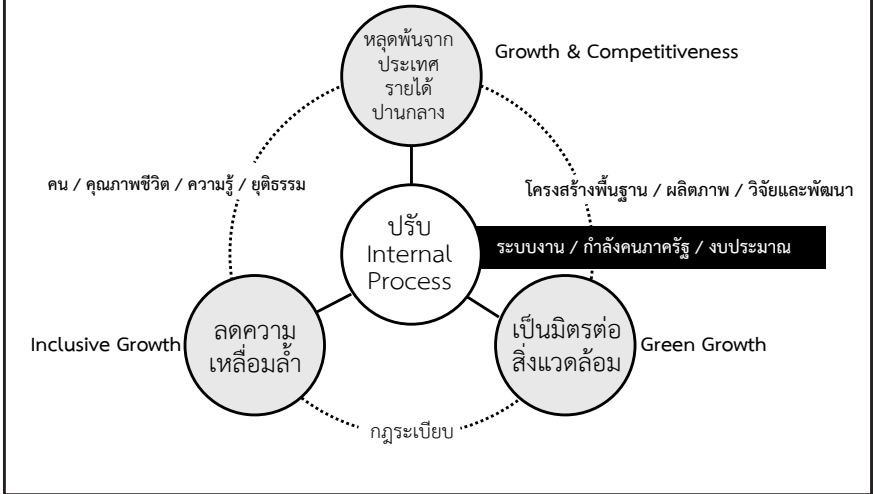 หลุดพ้นจาก
ประเทศ
รายได้
ปานกลาง
Growth & Competitiveness
คน / คุณภาพชีวิต / ความรู้ / ยุติธรรม
โครงสร้างพื้นฐาน / ผลิตภาพ / วิจัยและพัฒนา
ปรับ
Internal
Process
ระบบงาน / กำลังคนภาครัฐ / งบประมาณ
Inclusive Growth
ลดความ
เหลื่อมล้ำ
เป็นมิตรต่อ
สิ่งแวดล้อม
Green Growth
กฎระเบียบ